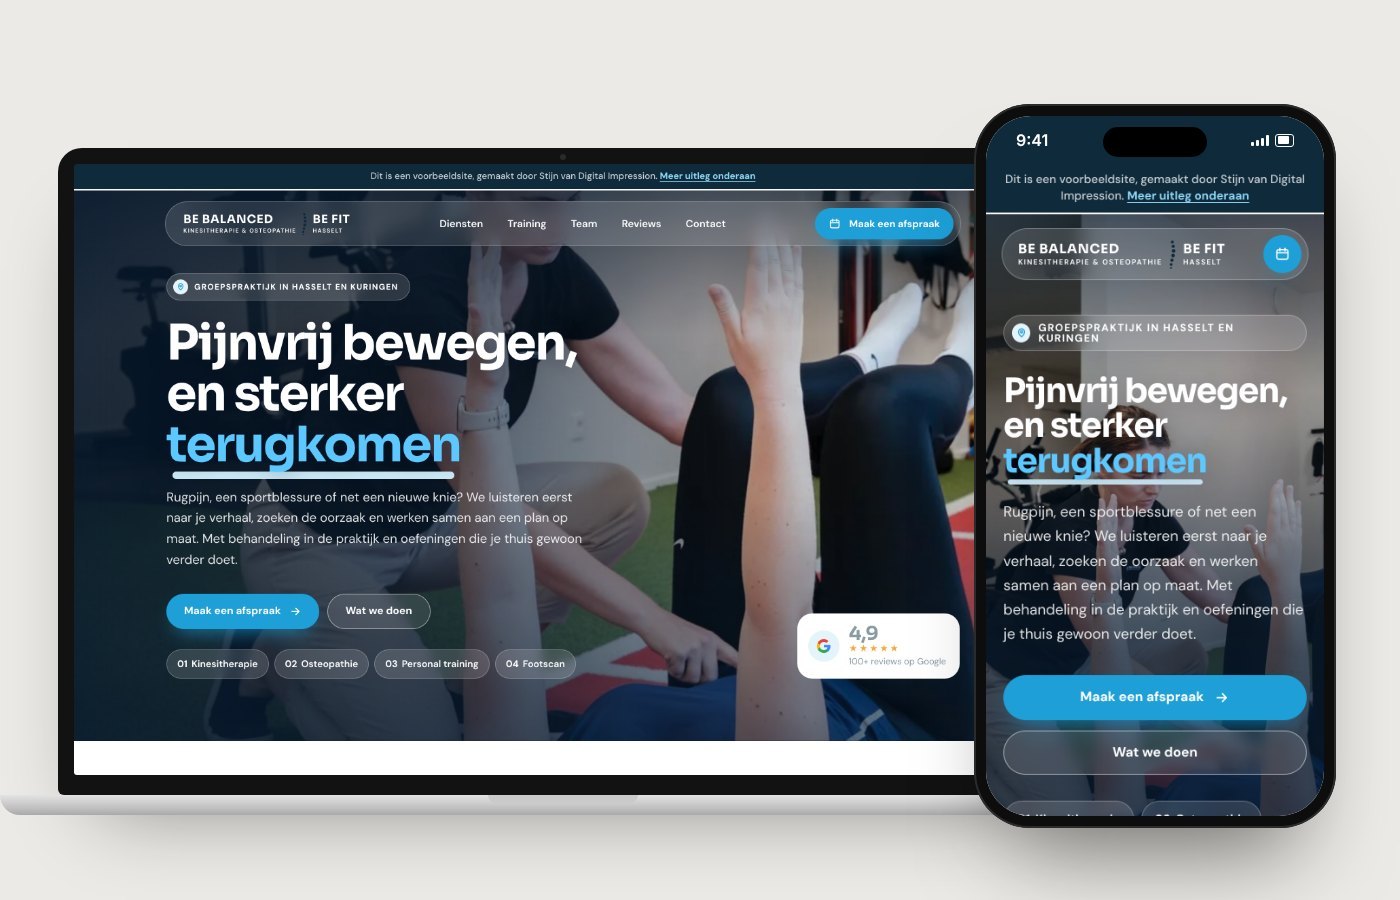 Dit is een voorbeeldsite, gemaakt door Stijn van Digital Impression. Meer uitleg onderaan
BE BALANCED
KINESITHERAPIE & OSTEOPATHIE
BE FIT
HASSELT
Diensten
Training
Team
Reviews
Contact
Maak een afspraak
GROEPSPRAKTIJK IN HASSELT EN KURINGEN
Pijnvrij bewegen,
en sterker
terugkomen
Rugpijn, een sportblessure of net een nieuwe knie? We luisteren eerst
naar je verhaal, zoeken de oorzaak en werken samen aan een plan op
maat. Met behandeling in de praktijk en oefeningen die je thuis gewoon
verder doet.
Maak een afspraak →
Wat we doen
01 Kinesitherapie
02 Osteopathie
03 Personal training
04 Footscan
G
4,9
★★★★★
100+ reviews op Google
9:41
Dit is een voorbeeldsite, gemaakt door Stijn van Digital
Impression. Meer uitleg onderaan
BE BALANCED
KINESITHERAPIE & OSTEOPATHIE
BE FIT
HASSELT
GROEPSPRAKTIJK IN HASSELT EN
KURINGEN
Pijnvrij bewegen,
en sterker
terugkomen
Rugpijn, een sportblessure of net een
nieuwe knie? We luisteren eerst naar je
verhaal, zoeken de oorzaak en werken
samen aan een plan op maat. Met
behandeling in de praktijk en oefeningen die
je thuis gewoon verder doet.
Maak een afspraak →
Wat we doen